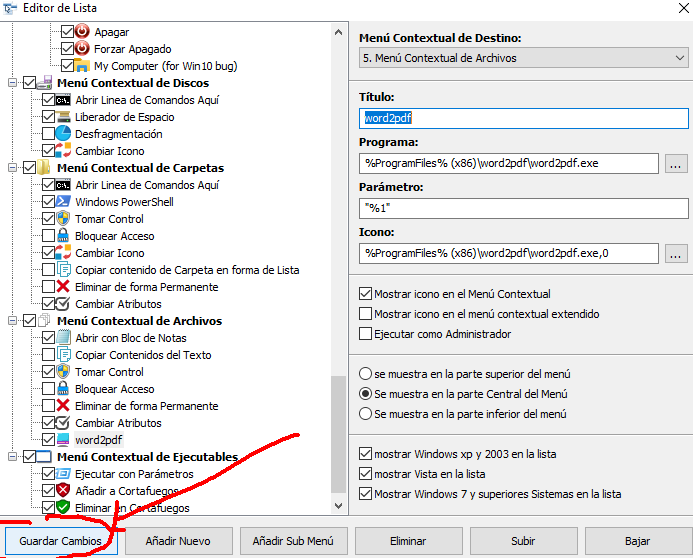 Editor de Lista
Apagar
Forzar Apagado
My Computer (for Win10 bug)
Menú Contextual de Discos
Abrir Linea de Comandos Aquí
Liberador de Espacio
Desfragmentación
Cambiar Icono
Menú Contextual de Carpetas
Abrir Linea de Comandos Aquí
Windows PowerShell
Tomar Control
Bloquear Acceso
Cambiar Icono
Copiar contenido de Carpeta en forma de Lista
Eliminar de forma Permanente
Cambiar Atributos
Menú Contextual de Archivos
Abrir con Bloc de Notas
Copiar Contenidos del Texto
Tomar Control
Bloquear Acceso
Eliminar de forma Permanente
Cambiar Atributos
word2pdf
Menú Contextual de Ejecutables
Ejecutar con Parámetros
Añadir a Cortafuegos
Eliminar en Cortafuegos
Menú Contextual de Destino:
5. Menú Contextual de Archivos
Título:
word2pdf
Programa:
%ProgramFiles% (x86)\word2pdf\word2pdf.exe
...
Parámetro:
"%1"
Icono:
%ProgramFiles% (x86)\word2pdf\word2pdf.exe,0
...
Mostrar icono en el Menú Contextual
Mostrar icono en el menú contextual extendido
Ejecutar como Administrador
se muestra en la parte superior del menú
Se muestra en la parte Central del Menú
Se muestra en la parte inferior del menú
mostrar Windows xp y 2003 en la lista
mostrar Vista en la lista
Mostrar Windows 7 y superiores Sistemas en la lista
Guardar Cambios
Añadir Nuevo
Añadir Sub Menú
Eliminar
Subir
Bajar